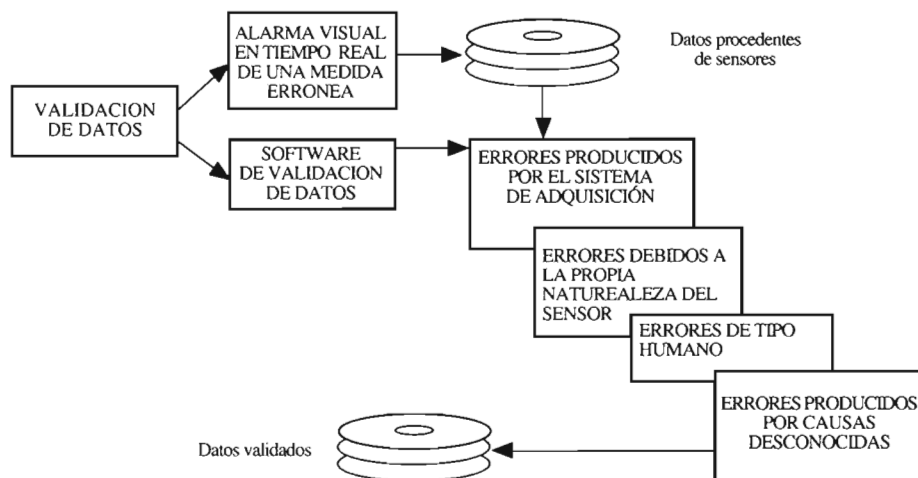 ALARMA VISUAL
EN TIEMPO REAL
DE UNA MEDIDA
ERRONEA
Datos procedentes
de sensores
VALIDACION
DE DATOS
SOFTWARE
DE VALIDACION
DE DATOS
ERRORES PRODUCIDOS
POR EL SISTEMA
DE ADQUISICIÓN
ERRORES DEBIDOS A
LA PROPIA
NATUREALEZA DEL
SENSOR
ERRORES DE TIPO
HUMANO
ERRORES PRODUCIDOS
POR CAUSAS
DESCONOCIDAS
Datos validados